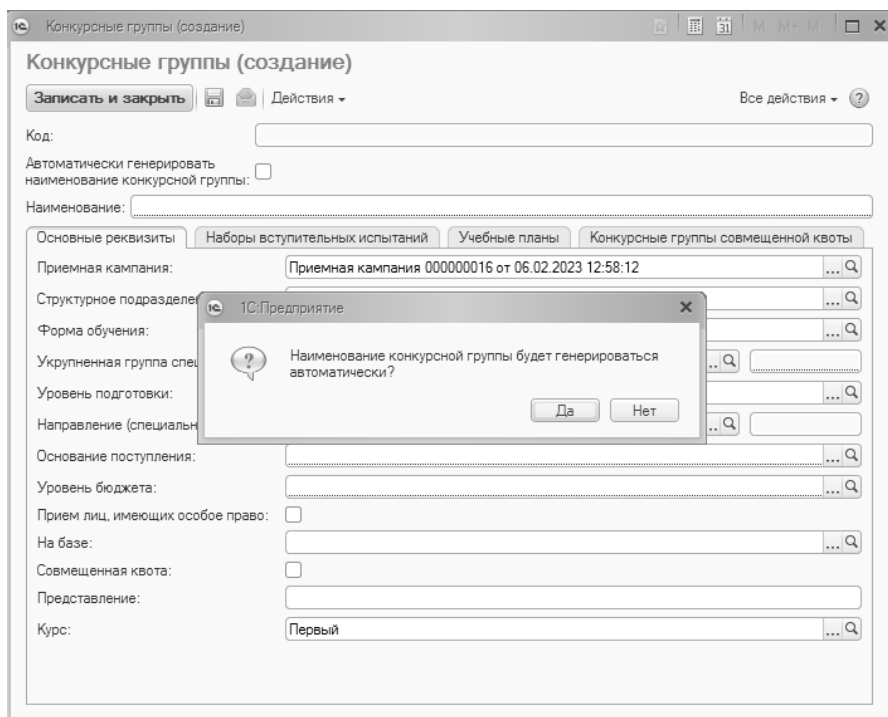 Конкурсные группы (создание)
31 M M+ M-
Конкурсные группы (создание)
Записать и закрыть Действия Все действия ?
Код:
Автоматически генерировать
наименование конкурсной группы:
Наименование:
Основные реквизиты Наборы вступительных испытаний Учебные планы Конкурсные группы совмещенной квоты
Приемная кампания: Приемная кампания 000000016 от 06.02.2023 12:58:12 ...
Структурное подразделе ...
1С:Предприятие
Форма обучения: ...
Наименование конкурсной группы будет генерироваться
автоматически?
Укрупненная группа спец ..
Уровень подготовки: ...
Да Нет
Направление (специальн ..
Основание поступления: ...
Уровень бюджета: ...
Прием лиц, имеющих особое право:
На базе: ...
Совмещенная квота:
Представление:
Курс: Первый ...